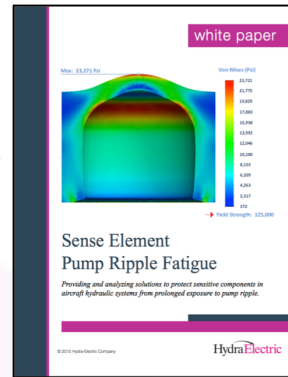 white paper
Max: 23,271 Psi
Von Mises (Psi)
23,721
21,776
19,829
17,883
15,938
13,992
12,046
10,100
8,155
6,209
4,263
2,317
372
Yield Strength: 125,000
Sense Element
Pump Ripple Fatigue
Providing and analyzing solutions to protect sensitive components in
aircraft hydraulic systems from prolonged exposure to pump ripple.
© 2015 Hydra-Electric Company
HydraElectric